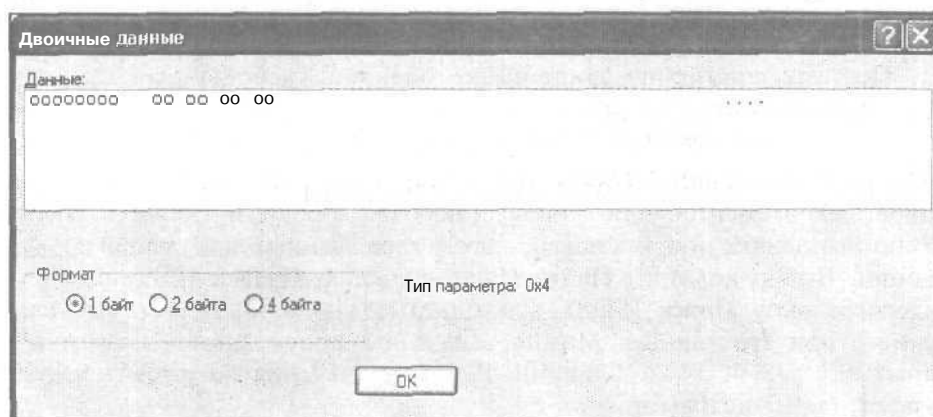 Двоичные данные
Данные:
00000000 00 00 00 00 ....
Формат
1 байт 2 байта 4 байта
Тип параметра: 0x4
OK